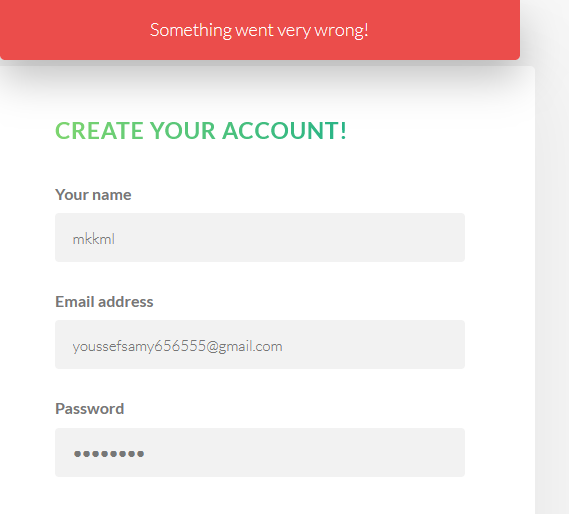 Something went very wrong!
CREATE YOUR ACCOUNT!
Your name
mkkml
Email address
youssefsamy656555@gmail.com
Password
●●●●●●●●